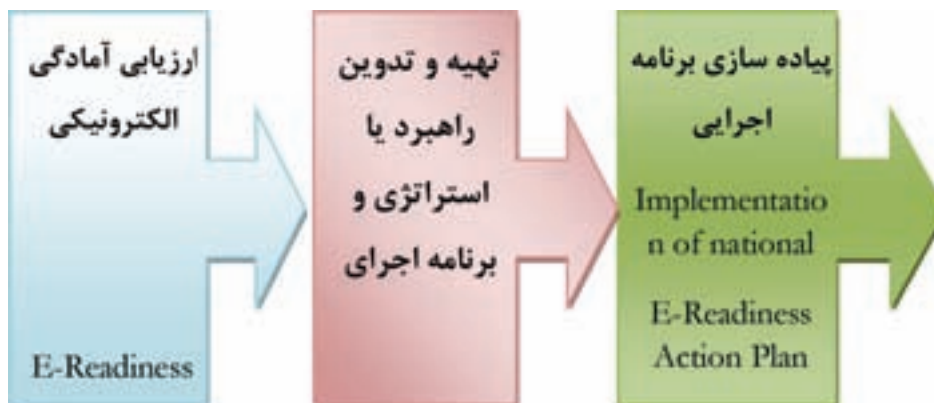 ارزیابی آمادگی
الکترونیکی
E-Readiness
تهیه و تدوین
راهبرد یا
استراتژی و
برنامه اجرای
پیاده سازی برنامه
اجرایی
Implementatio
n of national
E-Readiness
Action Plan